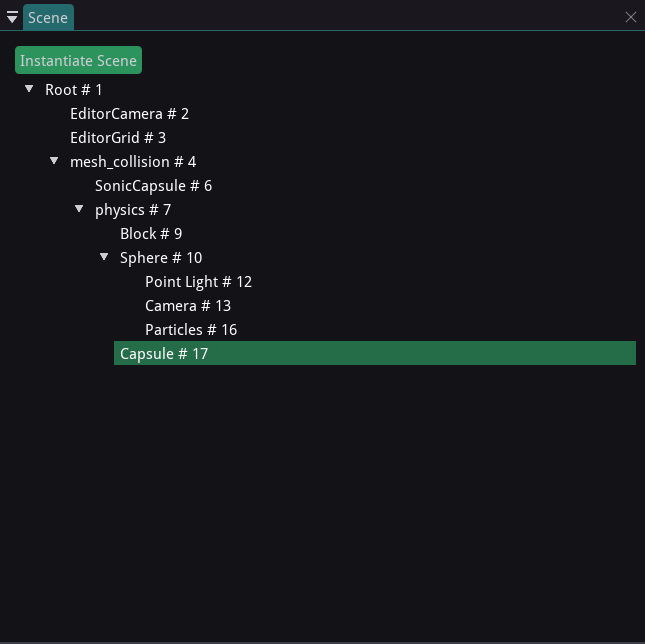 Scene
Instantiate Scene
Root # 1
EditorCamera # 2
EditorGrid # 3
mesh_collision # 4
SonicCapsule # 6
physics # 7
Block # 9
Sphere # 10
Point Light # 12
Camera # 13
Particles # 16
Capsule # 17